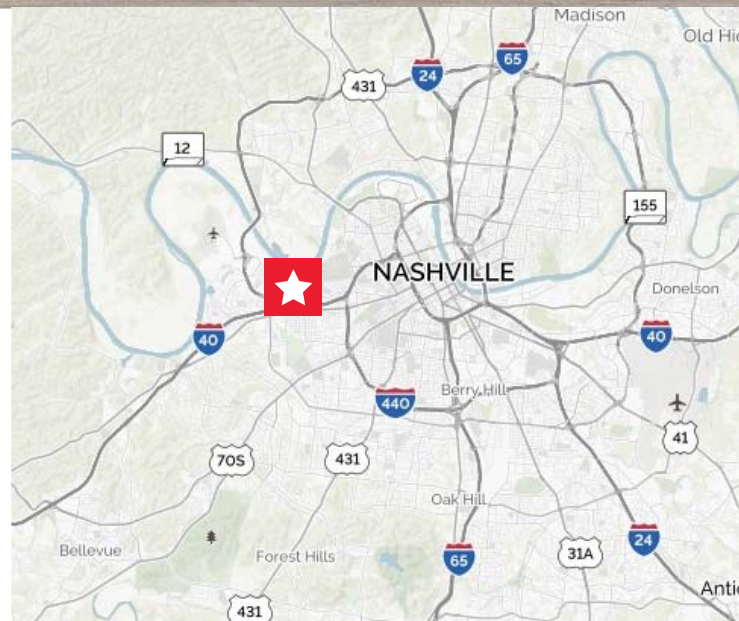 Madison
Old Hic
65
24
431
12
155
NASHVILLE
Donelson
40
40
Berry Hill
440
41
431
70S
Oak Hill
24
31A
Bellevue
Forest Hills
65
Antic
431